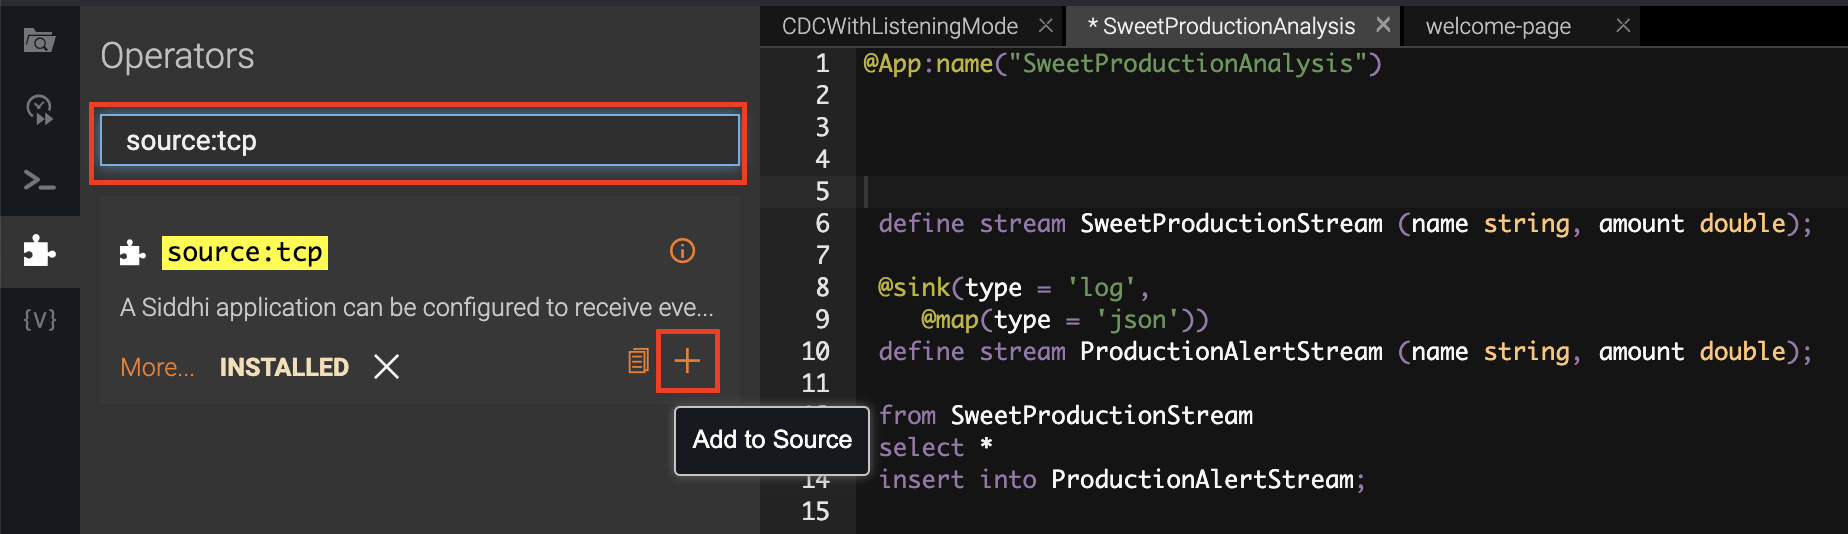 Operators
source:tcp
source:tcp
A Siddhi application can be configured to receive eve...
More... INSTALLED
Add to Source
{V}
CDCWithListeningMode
* SweetProductionAnalysis
welcome-page
1 @App:name("SweetProductionAnalysis")
2
3
4
5
6 define stream SweetProductionStream (name string, amount double);
7
8 @sink(type = 'log',
9 @map(type = 'json'))
10 define stream ProductionAlertStream (name string, amount double);
11
from SweetProductionStream
select *
14 insert into ProductionAlertStream;
15